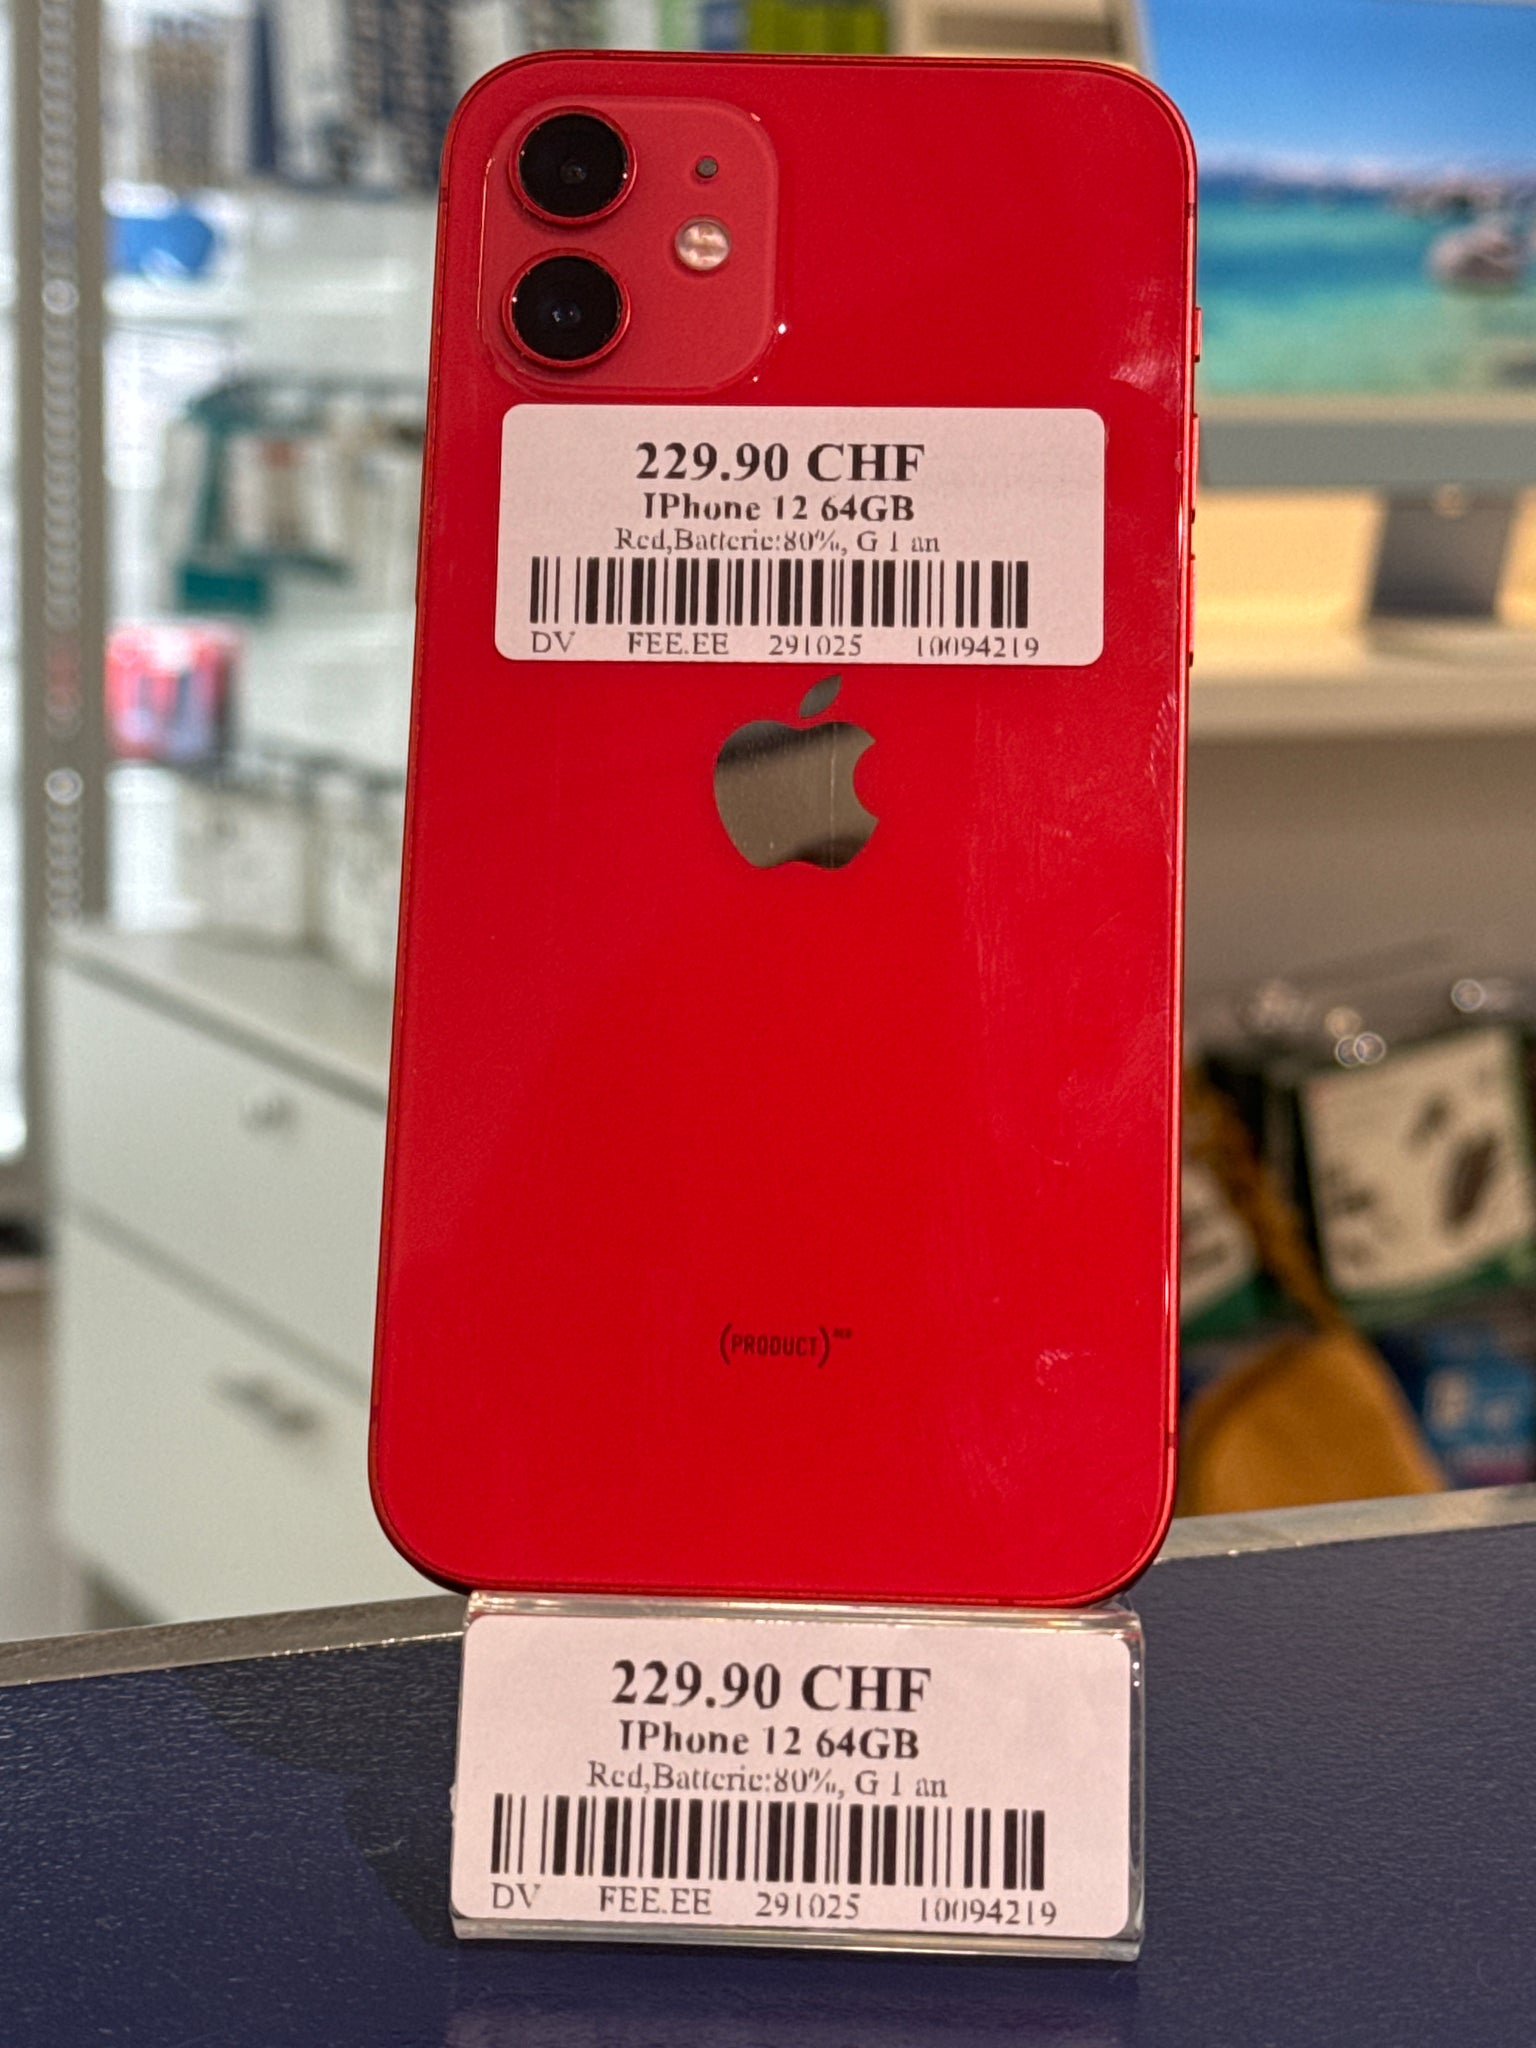 229.90 CHF
IPhone 12 64GB
Red,Batterie:80%, G 1 an
DV FEE.EE 291025 10094219
(PRODUCT)RED
229.90 CHF
IPhone 12 64GB
Red,Batterie:80%, G 1 an
DV FEE.EE 291025 10094219